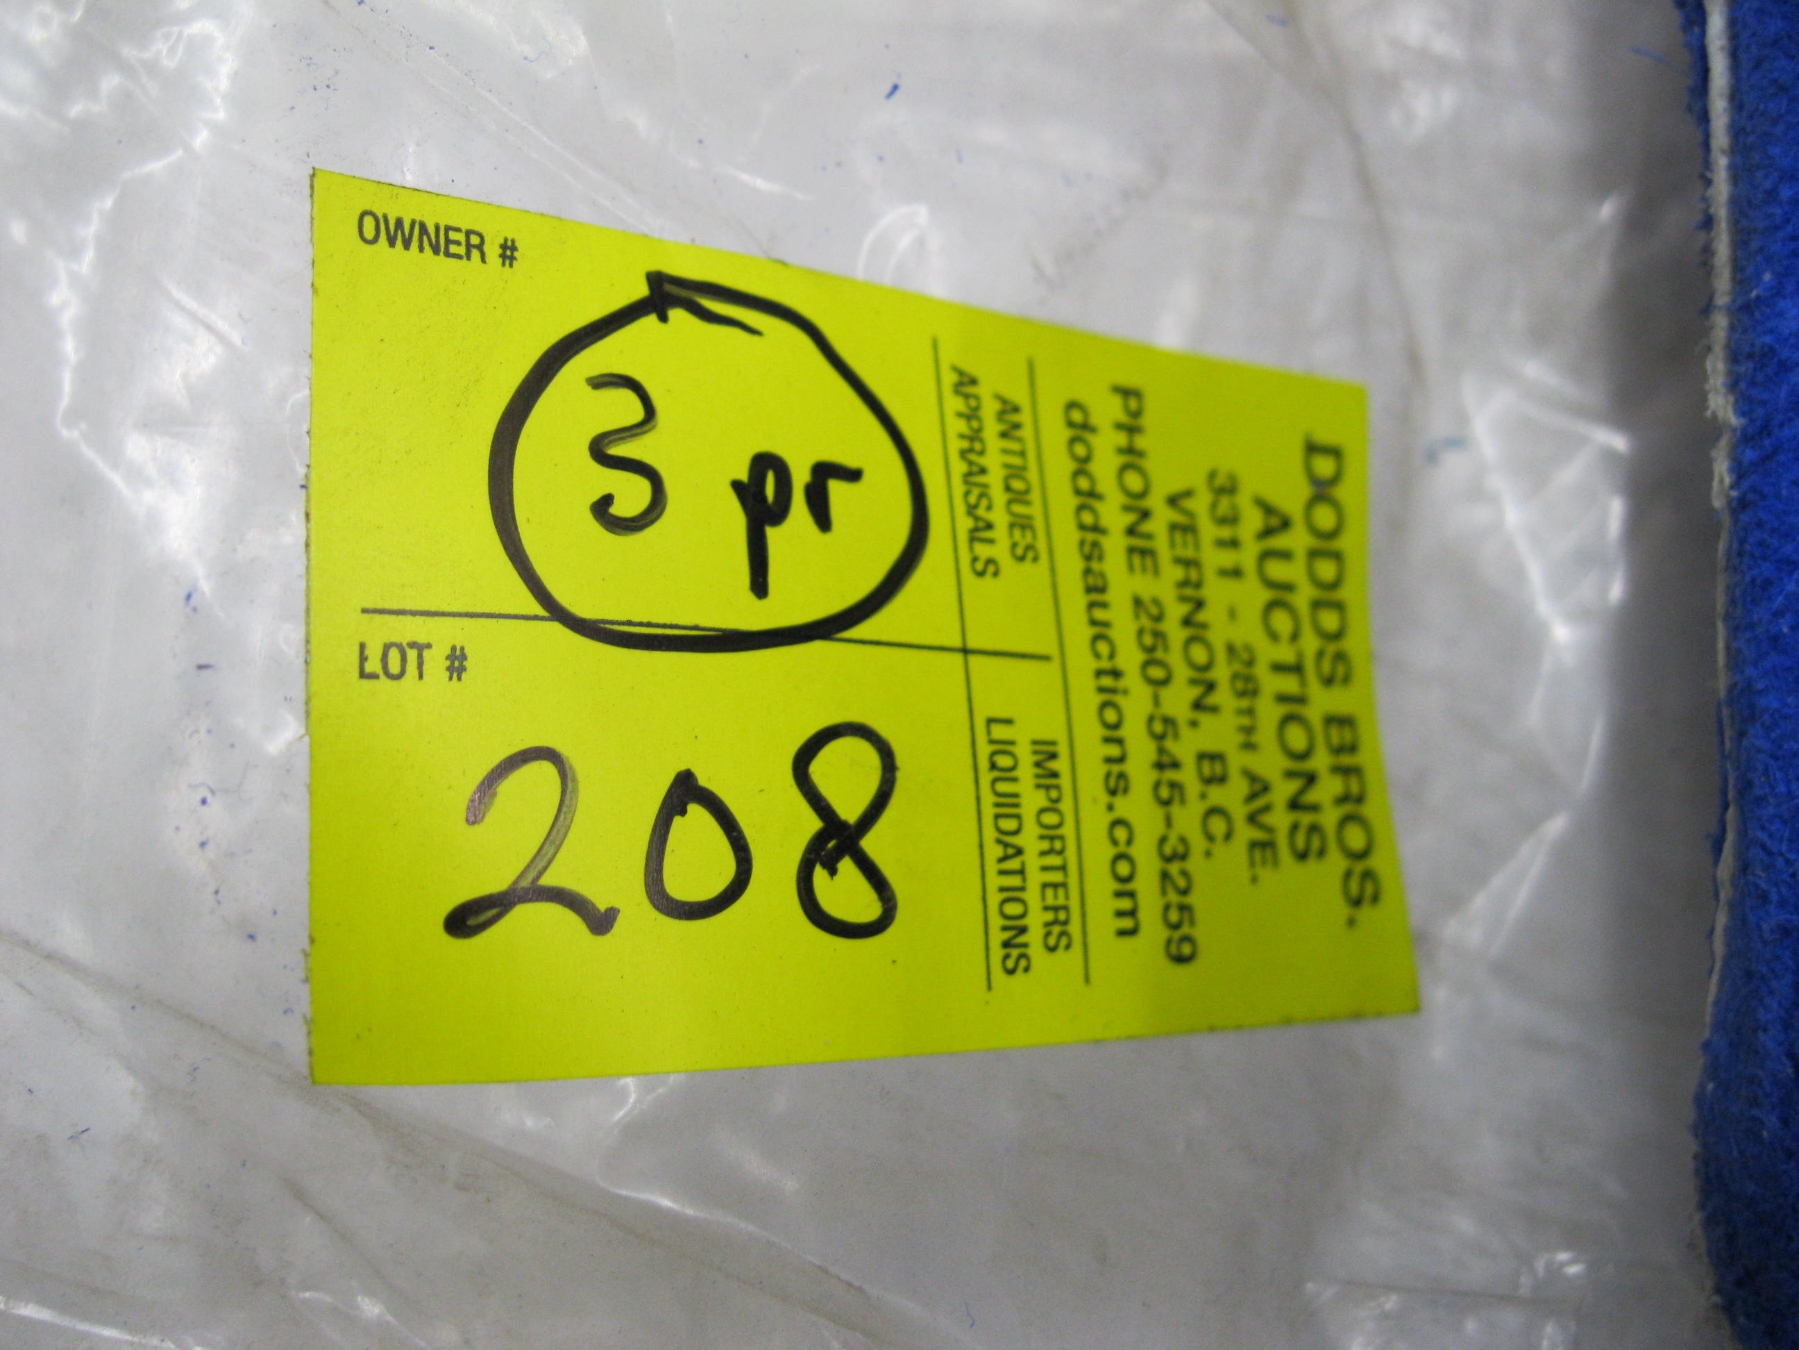 DODDS BROS.
AUCTIONS
3311 - 28TH AVE.
VERNON, B.C.
PHONE 250-545-3259
doddsauctions.com
ANTIQUES
APPRAISALS
IMPORTERS
LIQUIDATIONS
OWNER #
3 pr
LOT #
208